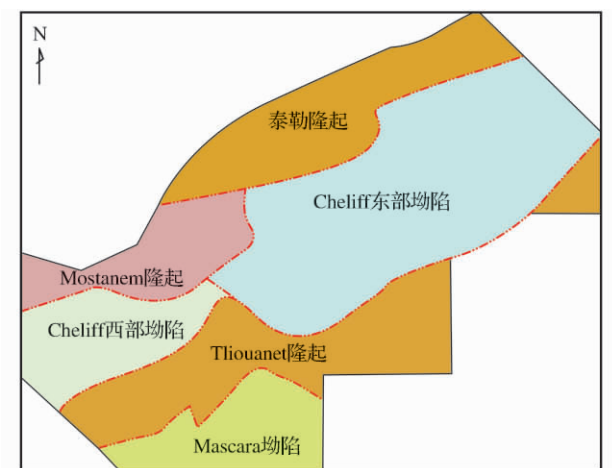 N
泰勒隆起
Cheliff东部坳陷
Mostanem隆起
Cheliff西部坳陷
Tliouanet隆起
Mascara坳陷